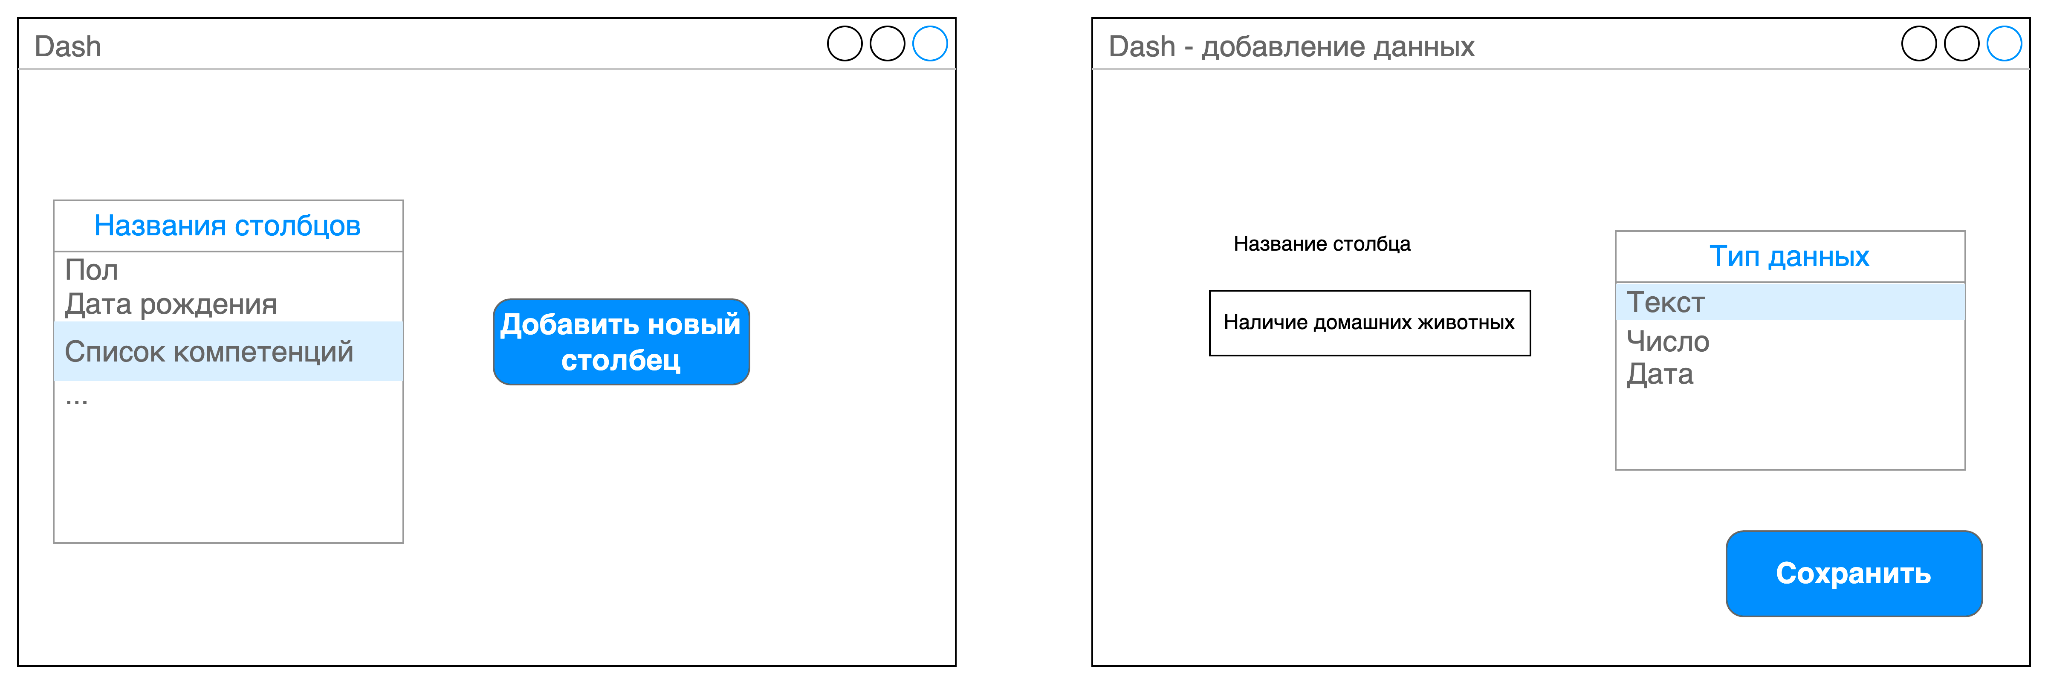 Dash
Названия столбцов
Пол
Дата рождения
Список компетенций
...
Добавить новый
столбец
Dash - добавление данных
Название столбца
Наличие домашних животных
Тип данных
Текст
Число
Дата
Сохранить